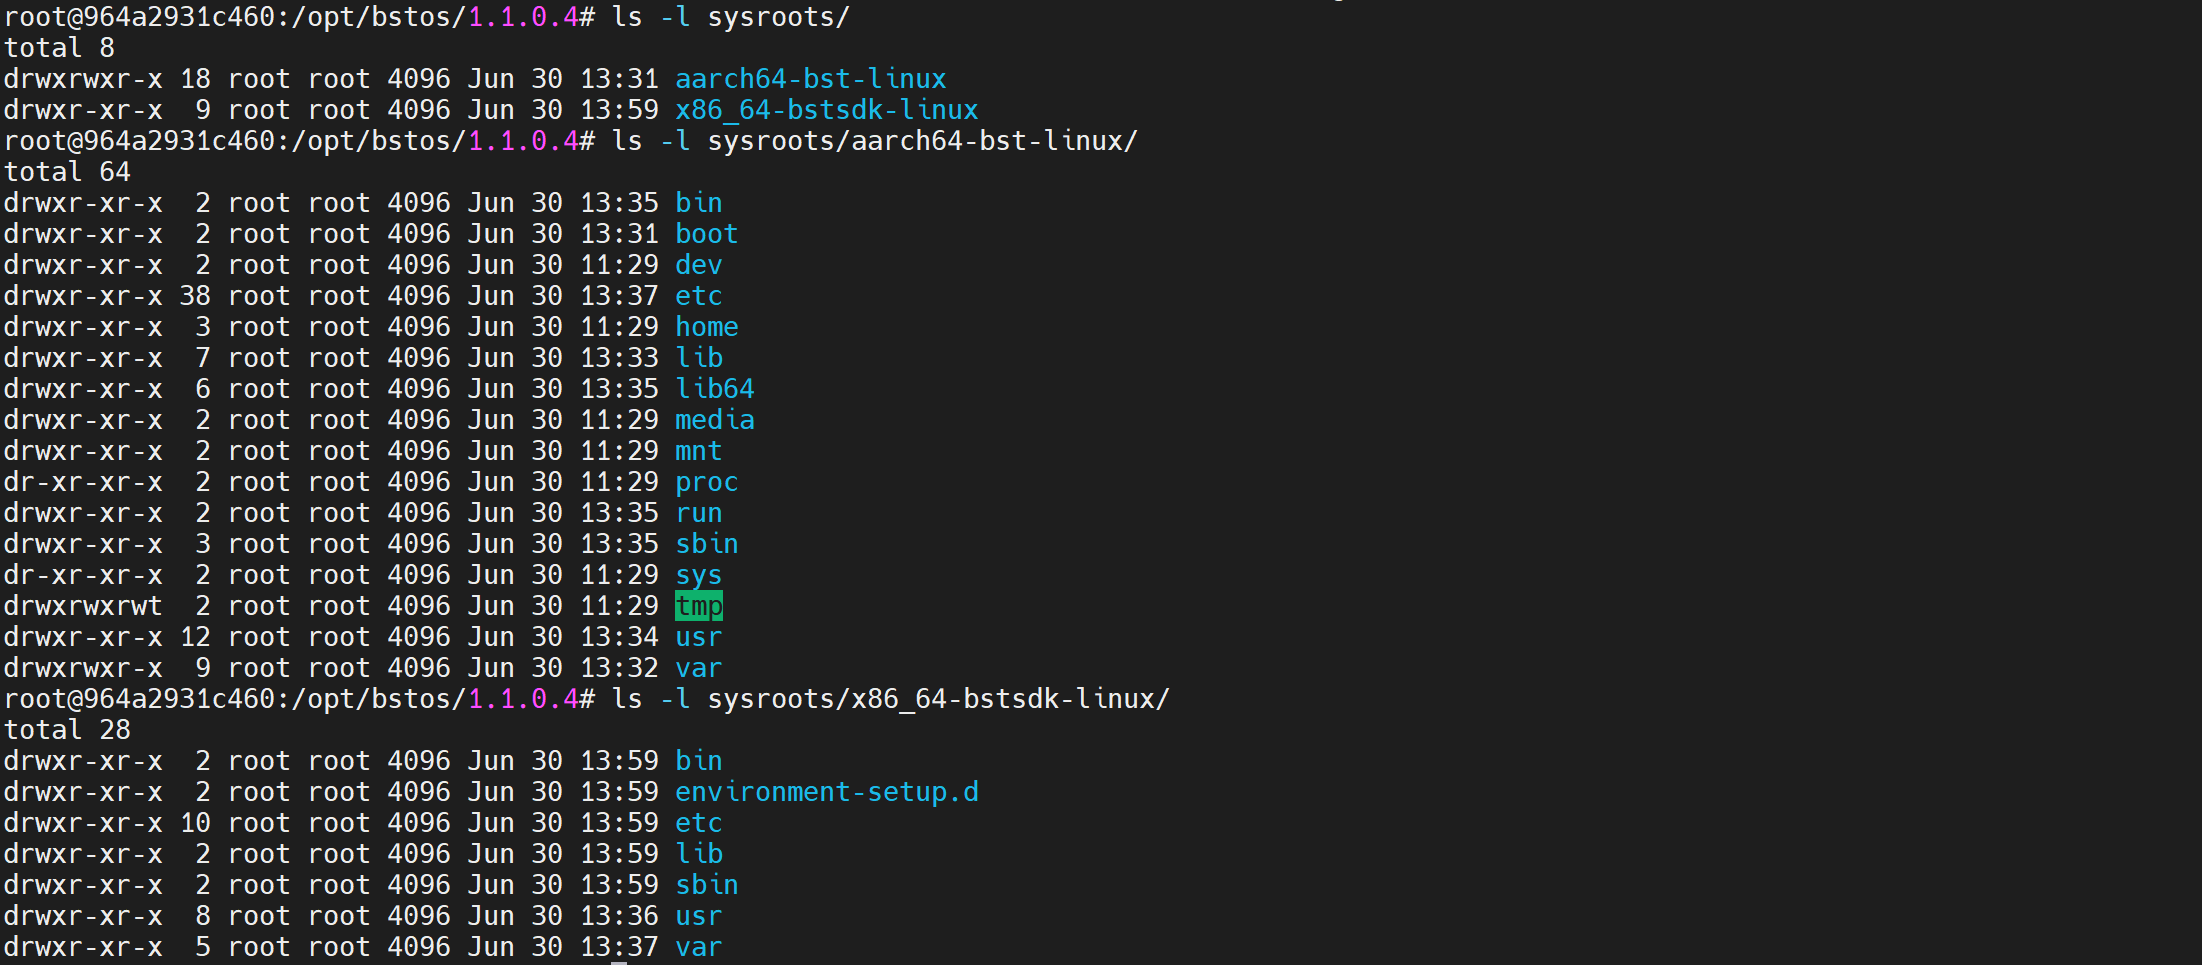 root@964a2931c460:/opt/bstos/1.1.0.4# ls -l sysroots/
total 8
drwxrwxr-x 18 root root 4096 Jun 30 13:31 aarch64-bst-linux
drwxr-xr-x  9 root root 4096 Jun 30 13:59 x86_64-bstsdk-linux
root@964a2931c460:/opt/bstos/1.1.0.4# ls -l sysroots/aarch64-bst-linux/
total 64
drwxr-xr-x  2 root root 4096 Jun 30 13:35 bin
drwxr-xr-x  2 root root 4096 Jun 30 13:31 boot
drwxr-xr-x  2 root root 4096 Jun 30 11:29 dev
drwxr-xr-x 38 root root 4096 Jun 30 13:37 etc
drwxr-xr-x  3 root root 4096 Jun 30 11:29 home
drwxr-xr-x  7 root root 4096 Jun 30 13:33 lib
drwxr-xr-x  6 root root 4096 Jun 30 13:35 lib64
drwxr-xr-x  2 root root 4096 Jun 30 11:29 media
drwxr-xr-x  2 root root 4096 Jun 30 11:29 mnt
dr-xr-xr-x  2 root root 4096 Jun 30 11:29 proc
drwxr-xr-x  2 root root 4096 Jun 30 13:35 run
drwxr-xr-x  3 root root 4096 Jun 30 13:35 sbin
dr-xr-xr-x  2 root root 4096 Jun 30 11:29 sys
drwxrwxrwt  2 root root 4096 Jun 30 11:29 tmp
drwxr-xr-x 12 root root 4096 Jun 30 13:34 usr
drwxrwxr-x  9 root root 4096 Jun 30 13:32 var
root@964a2931c460:/opt/bstos/1.1.0.4# ls -l sysroots/x86_64-bstsdk-linux/
total 28
drwxr-xr-x  2 root root 4096 Jun 30 13:59 bin
drwxr-xr-x  2 root root 4096 Jun 30 13:59 environment-setup.d
drwxr-xr-x 10 root root 4096 Jun 30 13:59 etc
drwxr-xr-x  2 root root 4096 Jun 30 13:59 lib
drwxr-xr-x  2 root root 4096 Jun 30 13:59 sbin
drwxr-xr-x  8 root root 4096 Jun 30 13:36 usr
drwxr-xr-x  5 root root 4096 Jun 30 13:37 var